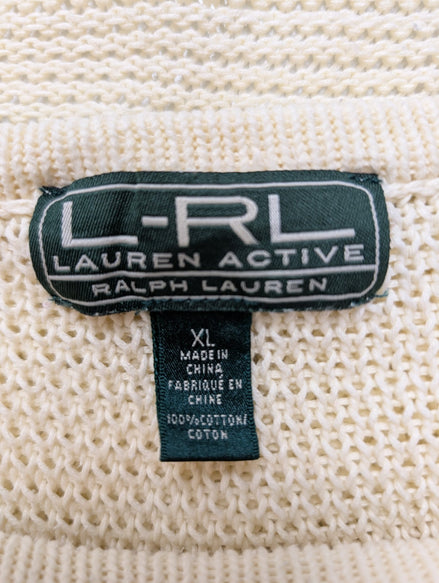 L-RL
LAUREN ACTIVE
RALPH LAUREN
XL
MADE IN
CHINA
FABRIQUÉ EN
CHINE
100%COTTON/
COTON